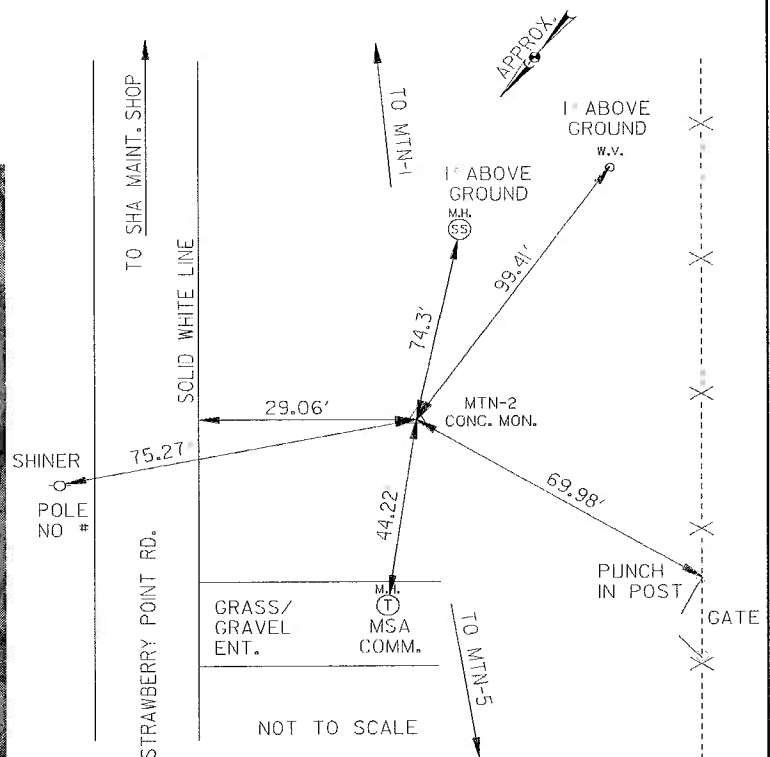 APPROX.
TO SHA MAINT. SHOP
SOLID WHITE LINE
TO MTN-1
1" ABOVE
GROUND
W.V.
1" ABOVE
GROUND
M.H.
SS
99.41'
74.3'
29.06'
MTN-2
CONC. MON.
SHINER
75.27
POLE
NO #
44.22
69.98'
STRAWBERRY POINT RD.
GRASS/
GRAVEL
ENT.
M.H.
T
MSA
COMM.
PUNCH
IN POST
GATE
TO MTN-5
NOT TO SCALE